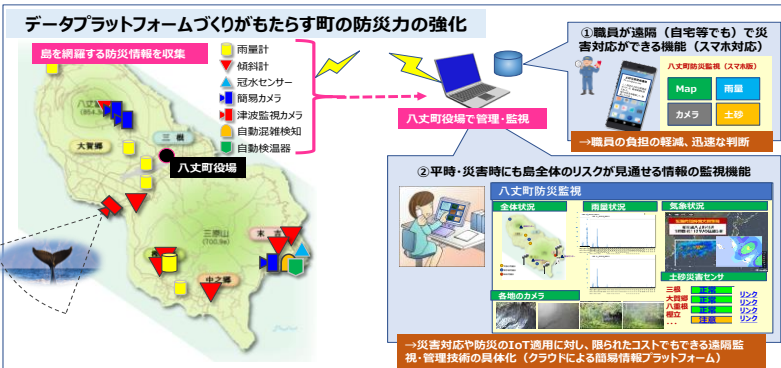 データプラットフォームづくりがもたらす町の防災力の強化
島を網羅する防災情報を収集
雨量計
傾斜計
冠水センサー
簡易カメラ
津波監視カメラ
自動混雑検知
自動検温器
大賀郷
三根
八丈町役場
三原山
(700.9m)
末吉
中之郷
八丈町役場で管理・監視
①職員が遠隔（自宅等でも）で災
害対応ができる機能（スマホ対応）
八丈町防災監視（スマホ版）
Map
雨量
カメラ
土砂
→職員の負担の軽減、迅速な判断
②平時・災害時にも島全体のリスクが見通せる情報の監視機能
八丈町防災監視
全体状況
雨量状況
気象状況
土砂災害センサ
三根
正常
リンク
大賀郷
正常
リンク
八重根
正常
リンク
樫立
注意
リンク
...
各地のカメラ
→災害対応や防災のIoT適用に対し、限られたコストでもできる遠隔監
視・管理技術の具体化（クラウドによる簡易情報プラットフォーム）